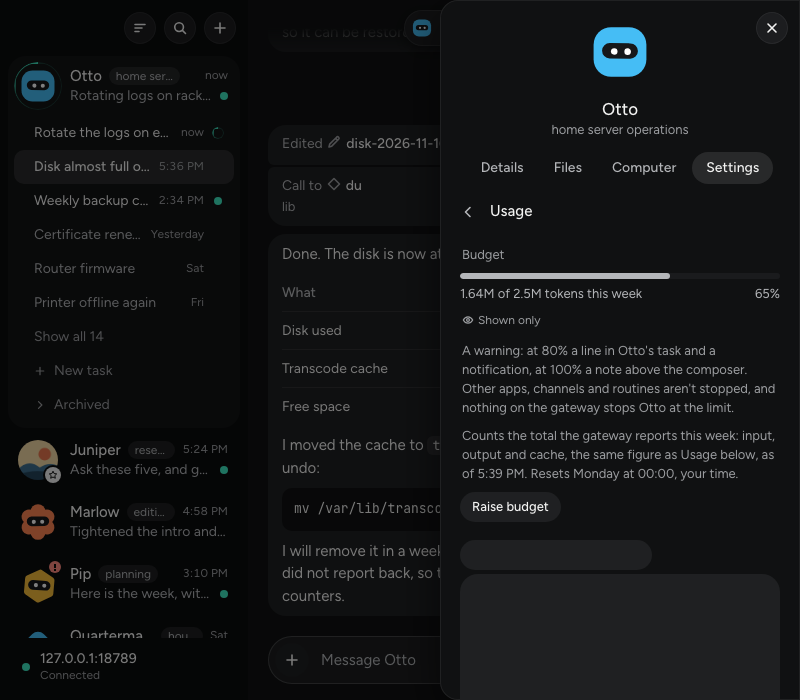 Otto
home ser...
now
Rotating logs on rack...
Rotate the logs on e...
now
Disk almost full o...
5:36 PM
Weekly backup c...
2:34 PM
Certificate rene...
Yesterday
Router firmware
Sat
Printer offline again
Fri
Show all 14
New task
Archived
Juniper
rese...
5:24 PM
Ask these five, and g...
Marlow
editi...
4:58 PM
Tightened the intro and...
Pip
planning
3:10 PM
Here is the week, wit...
Quarterma
hou
Sat
127.0.0.1:18789
Connected
so it can be restor
Edited disk-2026-11-1
Call to du
lib
Done. The disk is now at
What
Disk used
Transcode cache
Free space
I moved the cache to
undo:
mv /var/lib/transco
I will remove it in a week
did not report back, so t
counters.
Message Otto
Otto
home server operations
Details
Files
Computer
Settings
Usage
Budget
1.64M of 2.5M tokens this week
65%
Shown only
A warning: at 80% a line in Otto's task and a
notification, at 100% a note above the composer.
Other apps, channels and routines aren't stopped, and
nothing on the gateway stops Otto at the limit.
Counts the total the gateway reports this week: input,
output and cache, the same figure as Usage below, as
of 5:39 PM. Resets Monday at 00:00, your time.
Raise budget